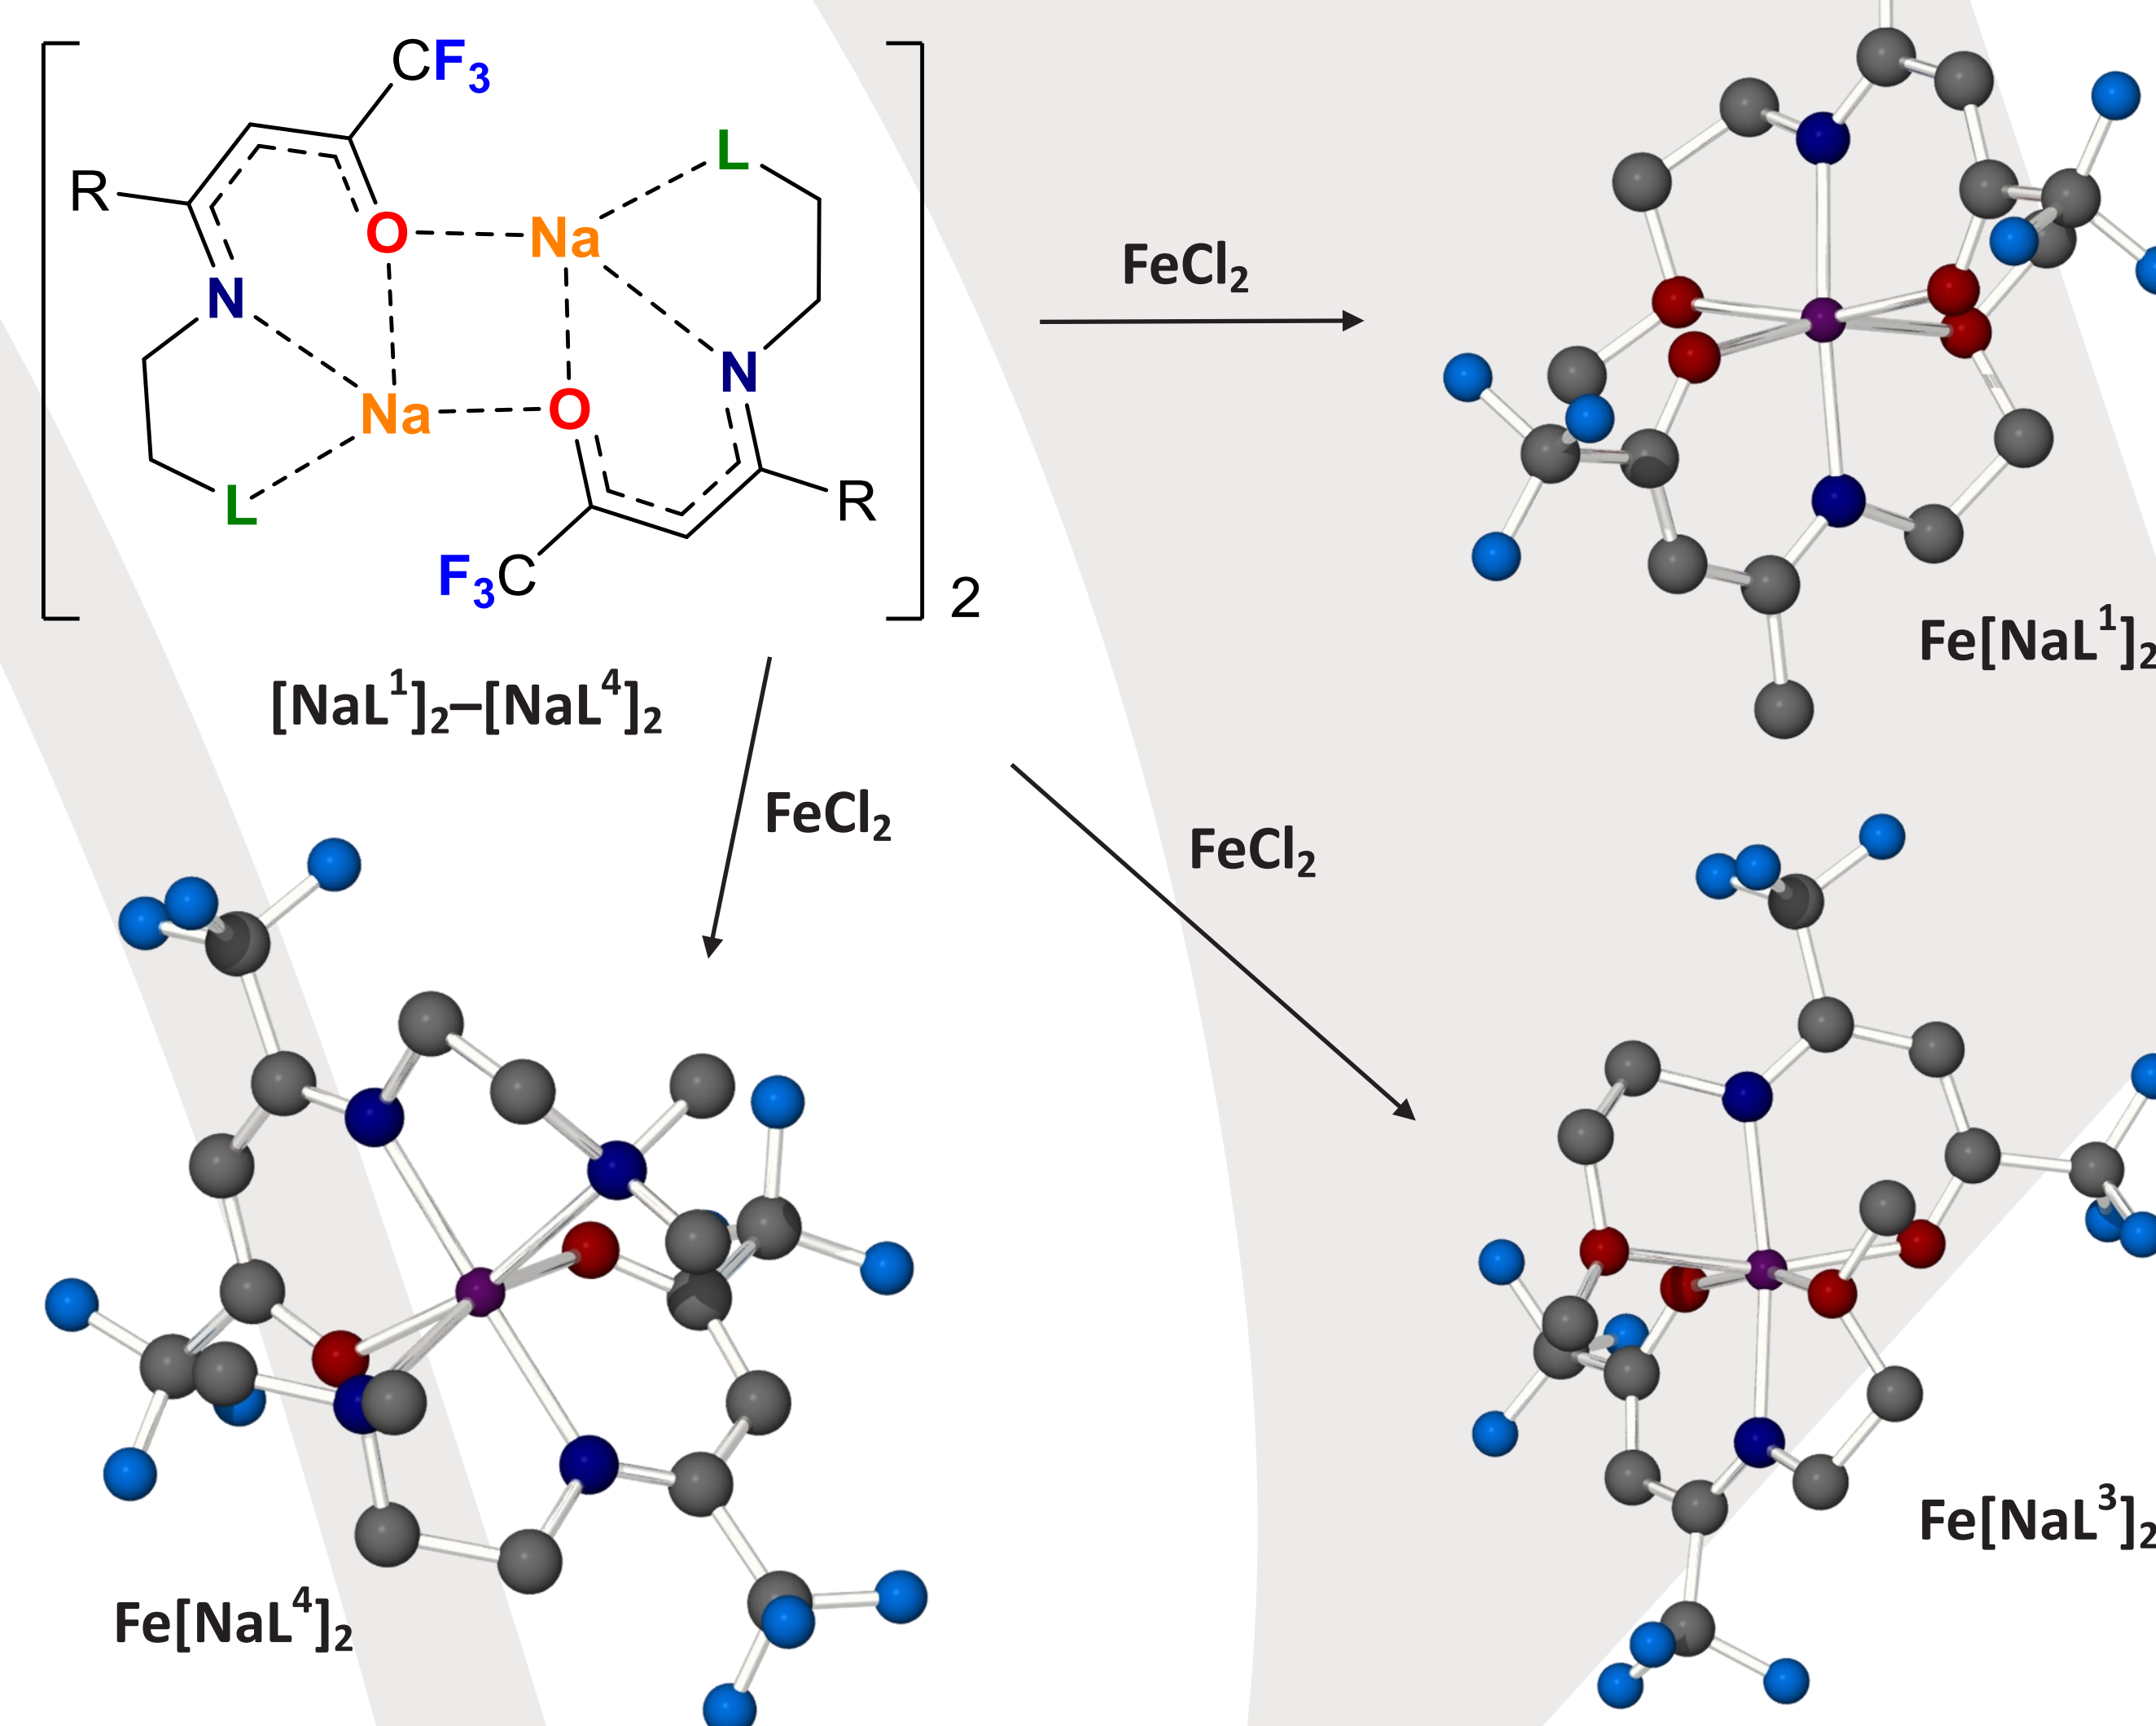 CF₃
R
O
Na
L
N
Na
O
N
L
R
F₃C
2
[NaL¹]₂–[NaL⁴]₂
FeCl₂
Fe[NaL¹]₂
FeCl₂
FeCl₂
Fe[NaL³]₂
Fe[NaL⁴]₂